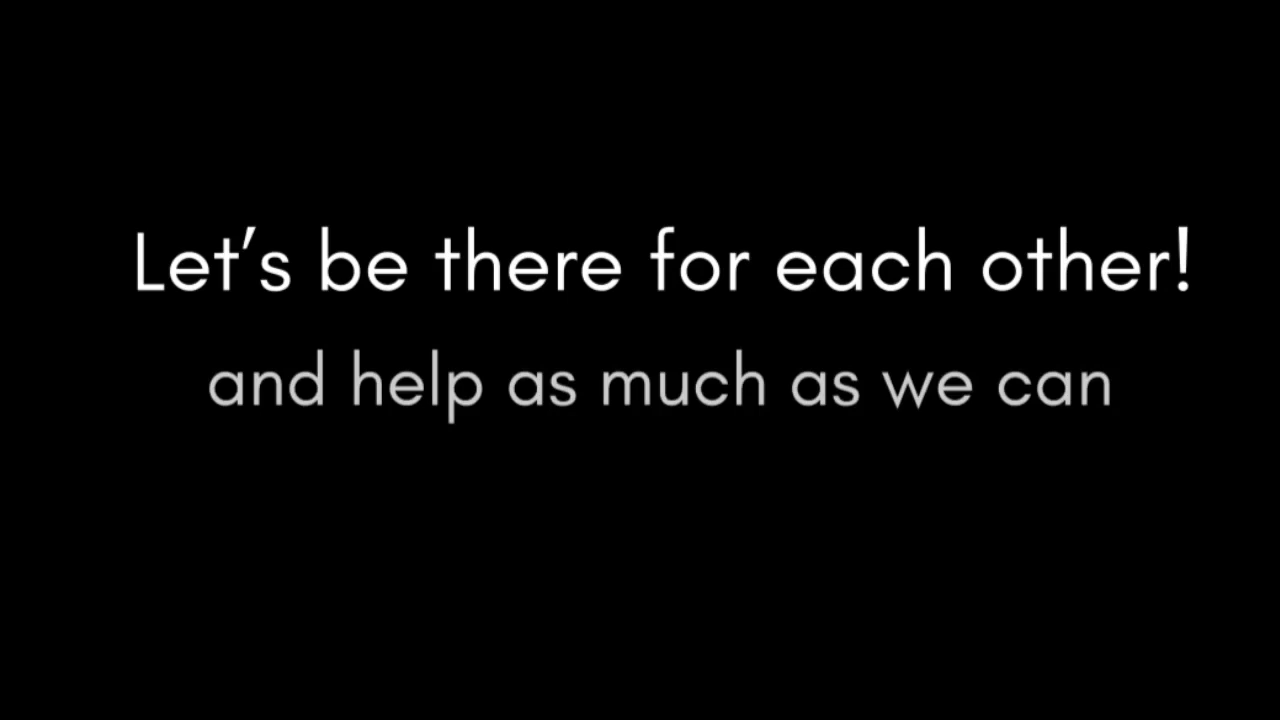 Let’s be there for each other!
and help as much as we can